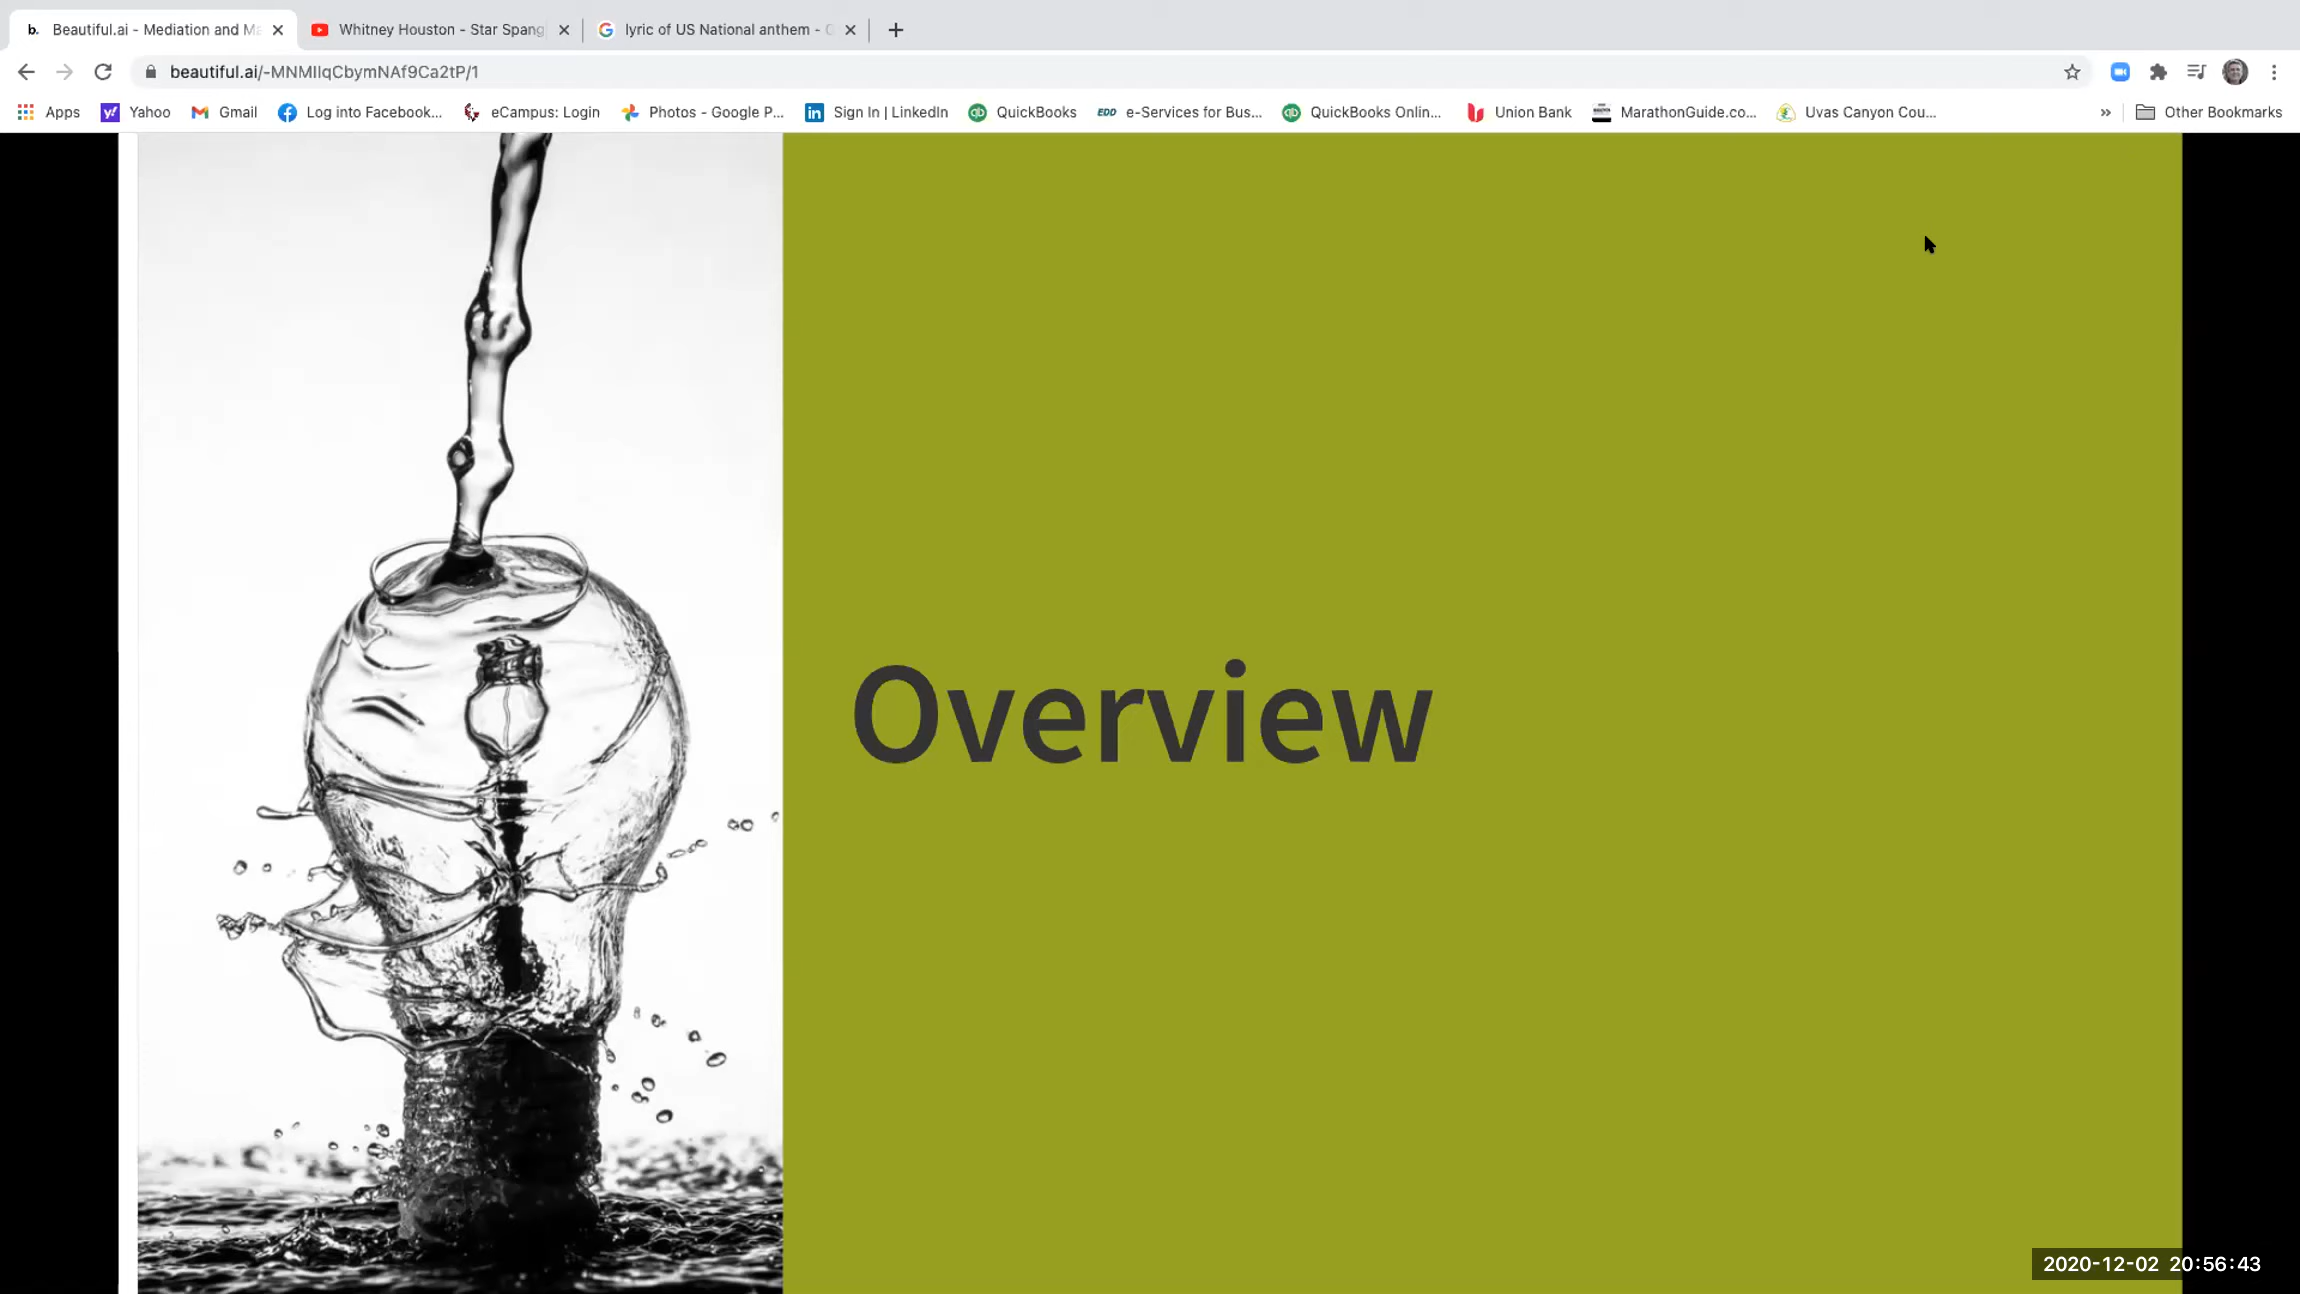 b. Beautiful.ai - Mediation and Ma
Whitney Houston - Star Spang
lyric of US National anthem - G
beautiful.ai/-MNMIlqCbymNAf9Ca2tP/1
Apps Yahoo Gmail Log into Facebook... eCampus: Login Photos - Google P... Sign In | LinkedIn QuickBooks EDD e-Services for Bus... QuickBooks Onlin... Union Bank MarathonGuide.co... Uvas Canyon Cou... » Other Bookmarks
Overview
2020-12-02 20:56:43